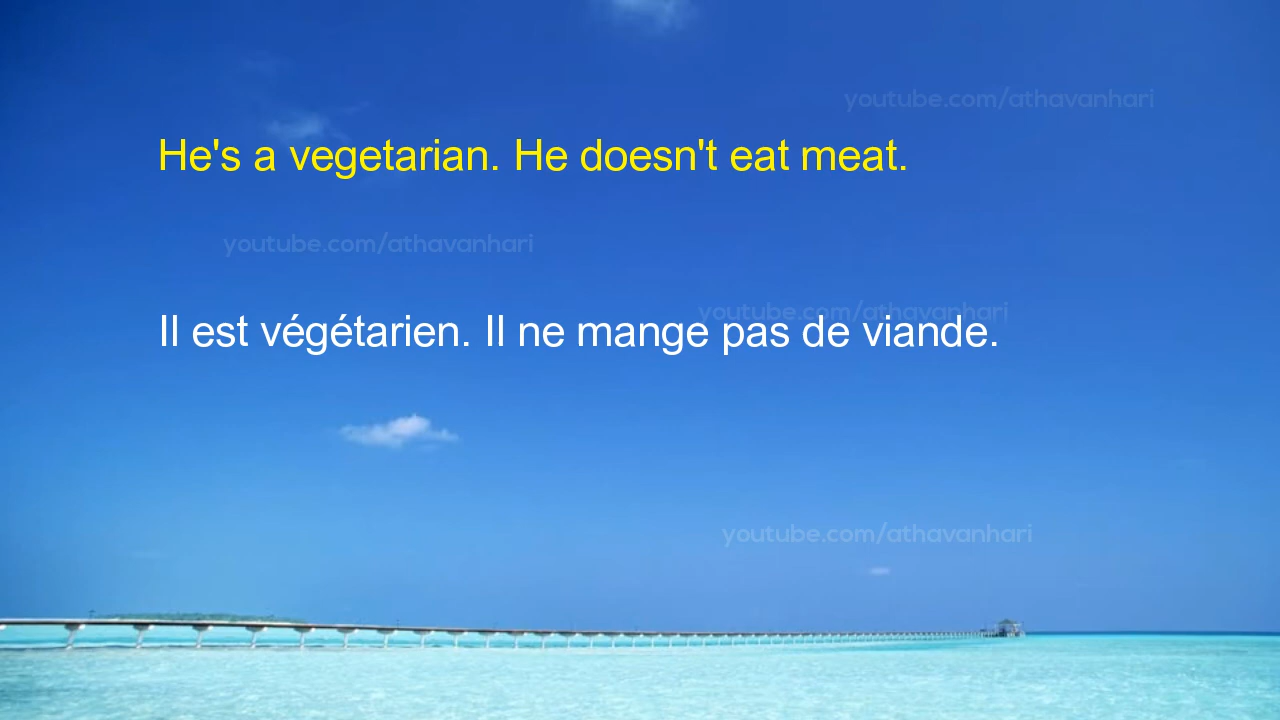 youtube.com/athavanhari
He's a vegetarian. He doesn't eat meat.
youtube.com/athavanhari
youtube.com/athavanhari
Il est végétarien. Il ne mange pas de viande.
youtube.com/athavanhari